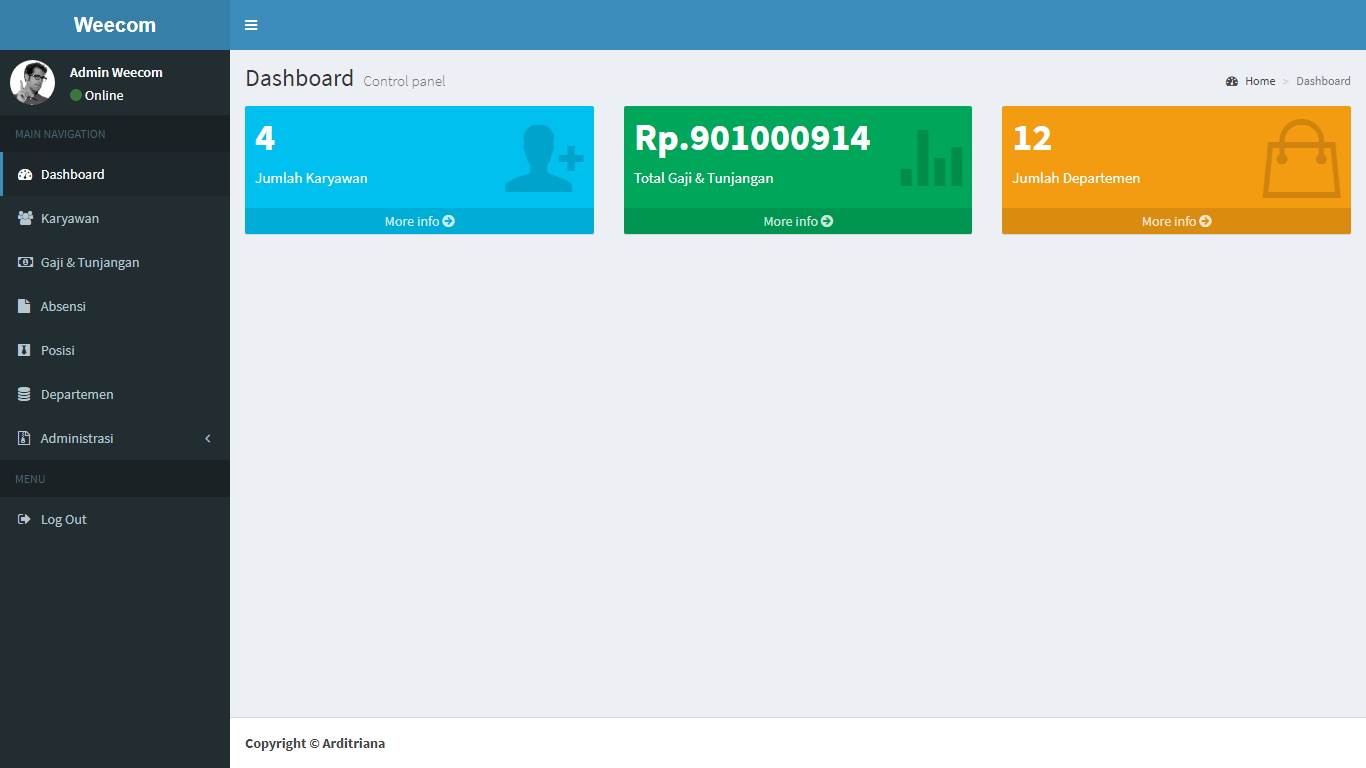 Weecom
Admin Weecom
Online
MAIN NAVIGATION
Dashboard
Karyawan
Gaji & Tunjangan
Absensi
Posisi
Departemen
Administrasi
MENU
Log Out
Dashboard Control panel
Home > Dashboard
4
Jumlah Karyawan
More info
Rp.901000914
Total Gaji & Tunjangan
More info
12
Jumlah Departemen
More info
Copyright © Arditriana